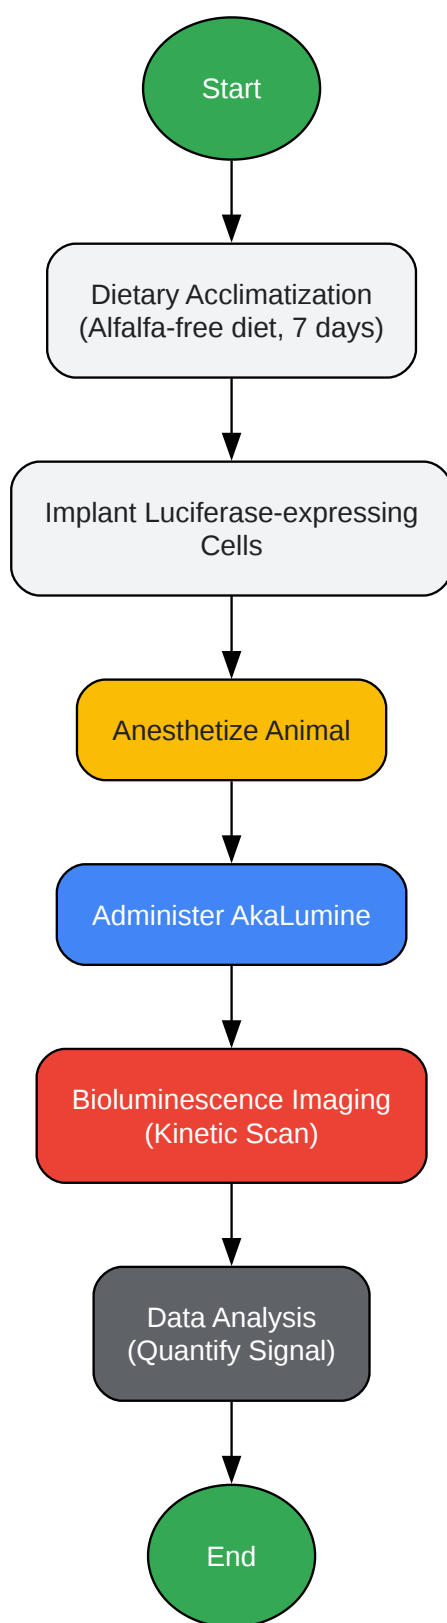 Start
Dietary Acclimatization
(Alfalfa-free diet, 7 days)
Implant Luciferase-expressing
Cells
Anesthetize Animal
Administer AkaLumine
Bioluminescence Imaging
(Kinetic Scan)
Data Analysis
(Quantify Signal)
End